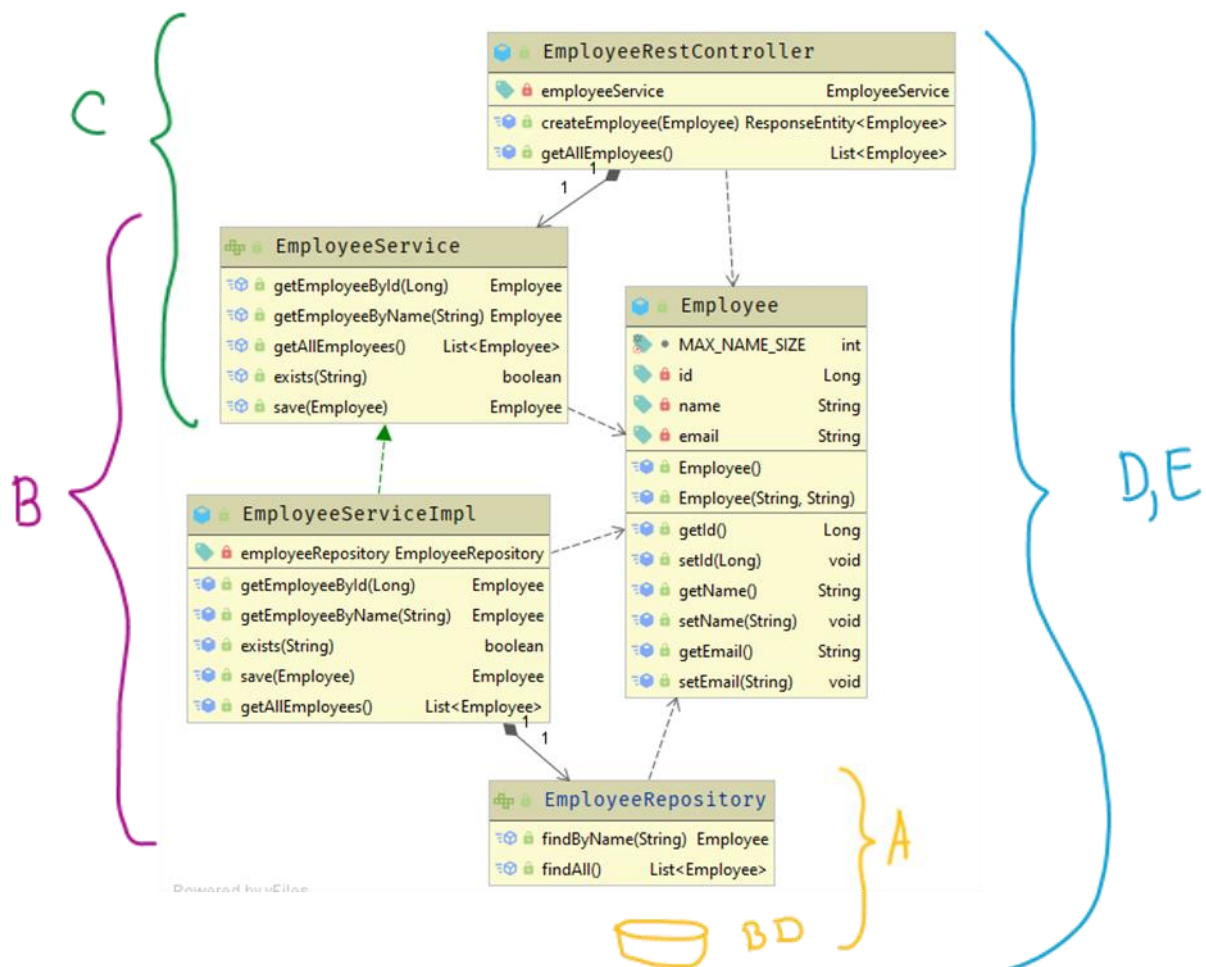 C
B
D,E
A
BD
EmployeeRestController
employeeService EmployeeService
createEmployee(Employee) ResponseEntity<Employee>
getAllEmployees() List<Employee>
1
1
EmployeeService
getEmployeeById(Long) Employee
getEmployeeByName(String) Employee
getAllEmployees() List<Employee>
exists(String) boolean
save(Employee) Employee
Employee
MAX_NAME_SIZE int
id Long
name String
email String
Employee()
Employee(String, String)
getId() Long
setId(Long) void
getName() String
setName(String) void
getEmail() String
setEmail(String) void
EmployeeServiceImpl
employeeRepository EmployeeRepository
getEmployeeById(Long) Employee
getEmployeeByName(String) Employee
exists(String) boolean
save(Employee) Employee
getAllEmployees() List<Employee>
1
1
EmployeeRepository
findByName(String) Employee
findAll() List<Employee>
Powered by yFiles